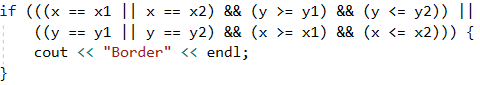 if (((x == x1 || x == x2) && (y >= y1) && (y <= y2)) ||
    ((y == y1 || y == y2) && (x >= x1) && (x <= x2))) {
    cout << "Border" << endl;
}